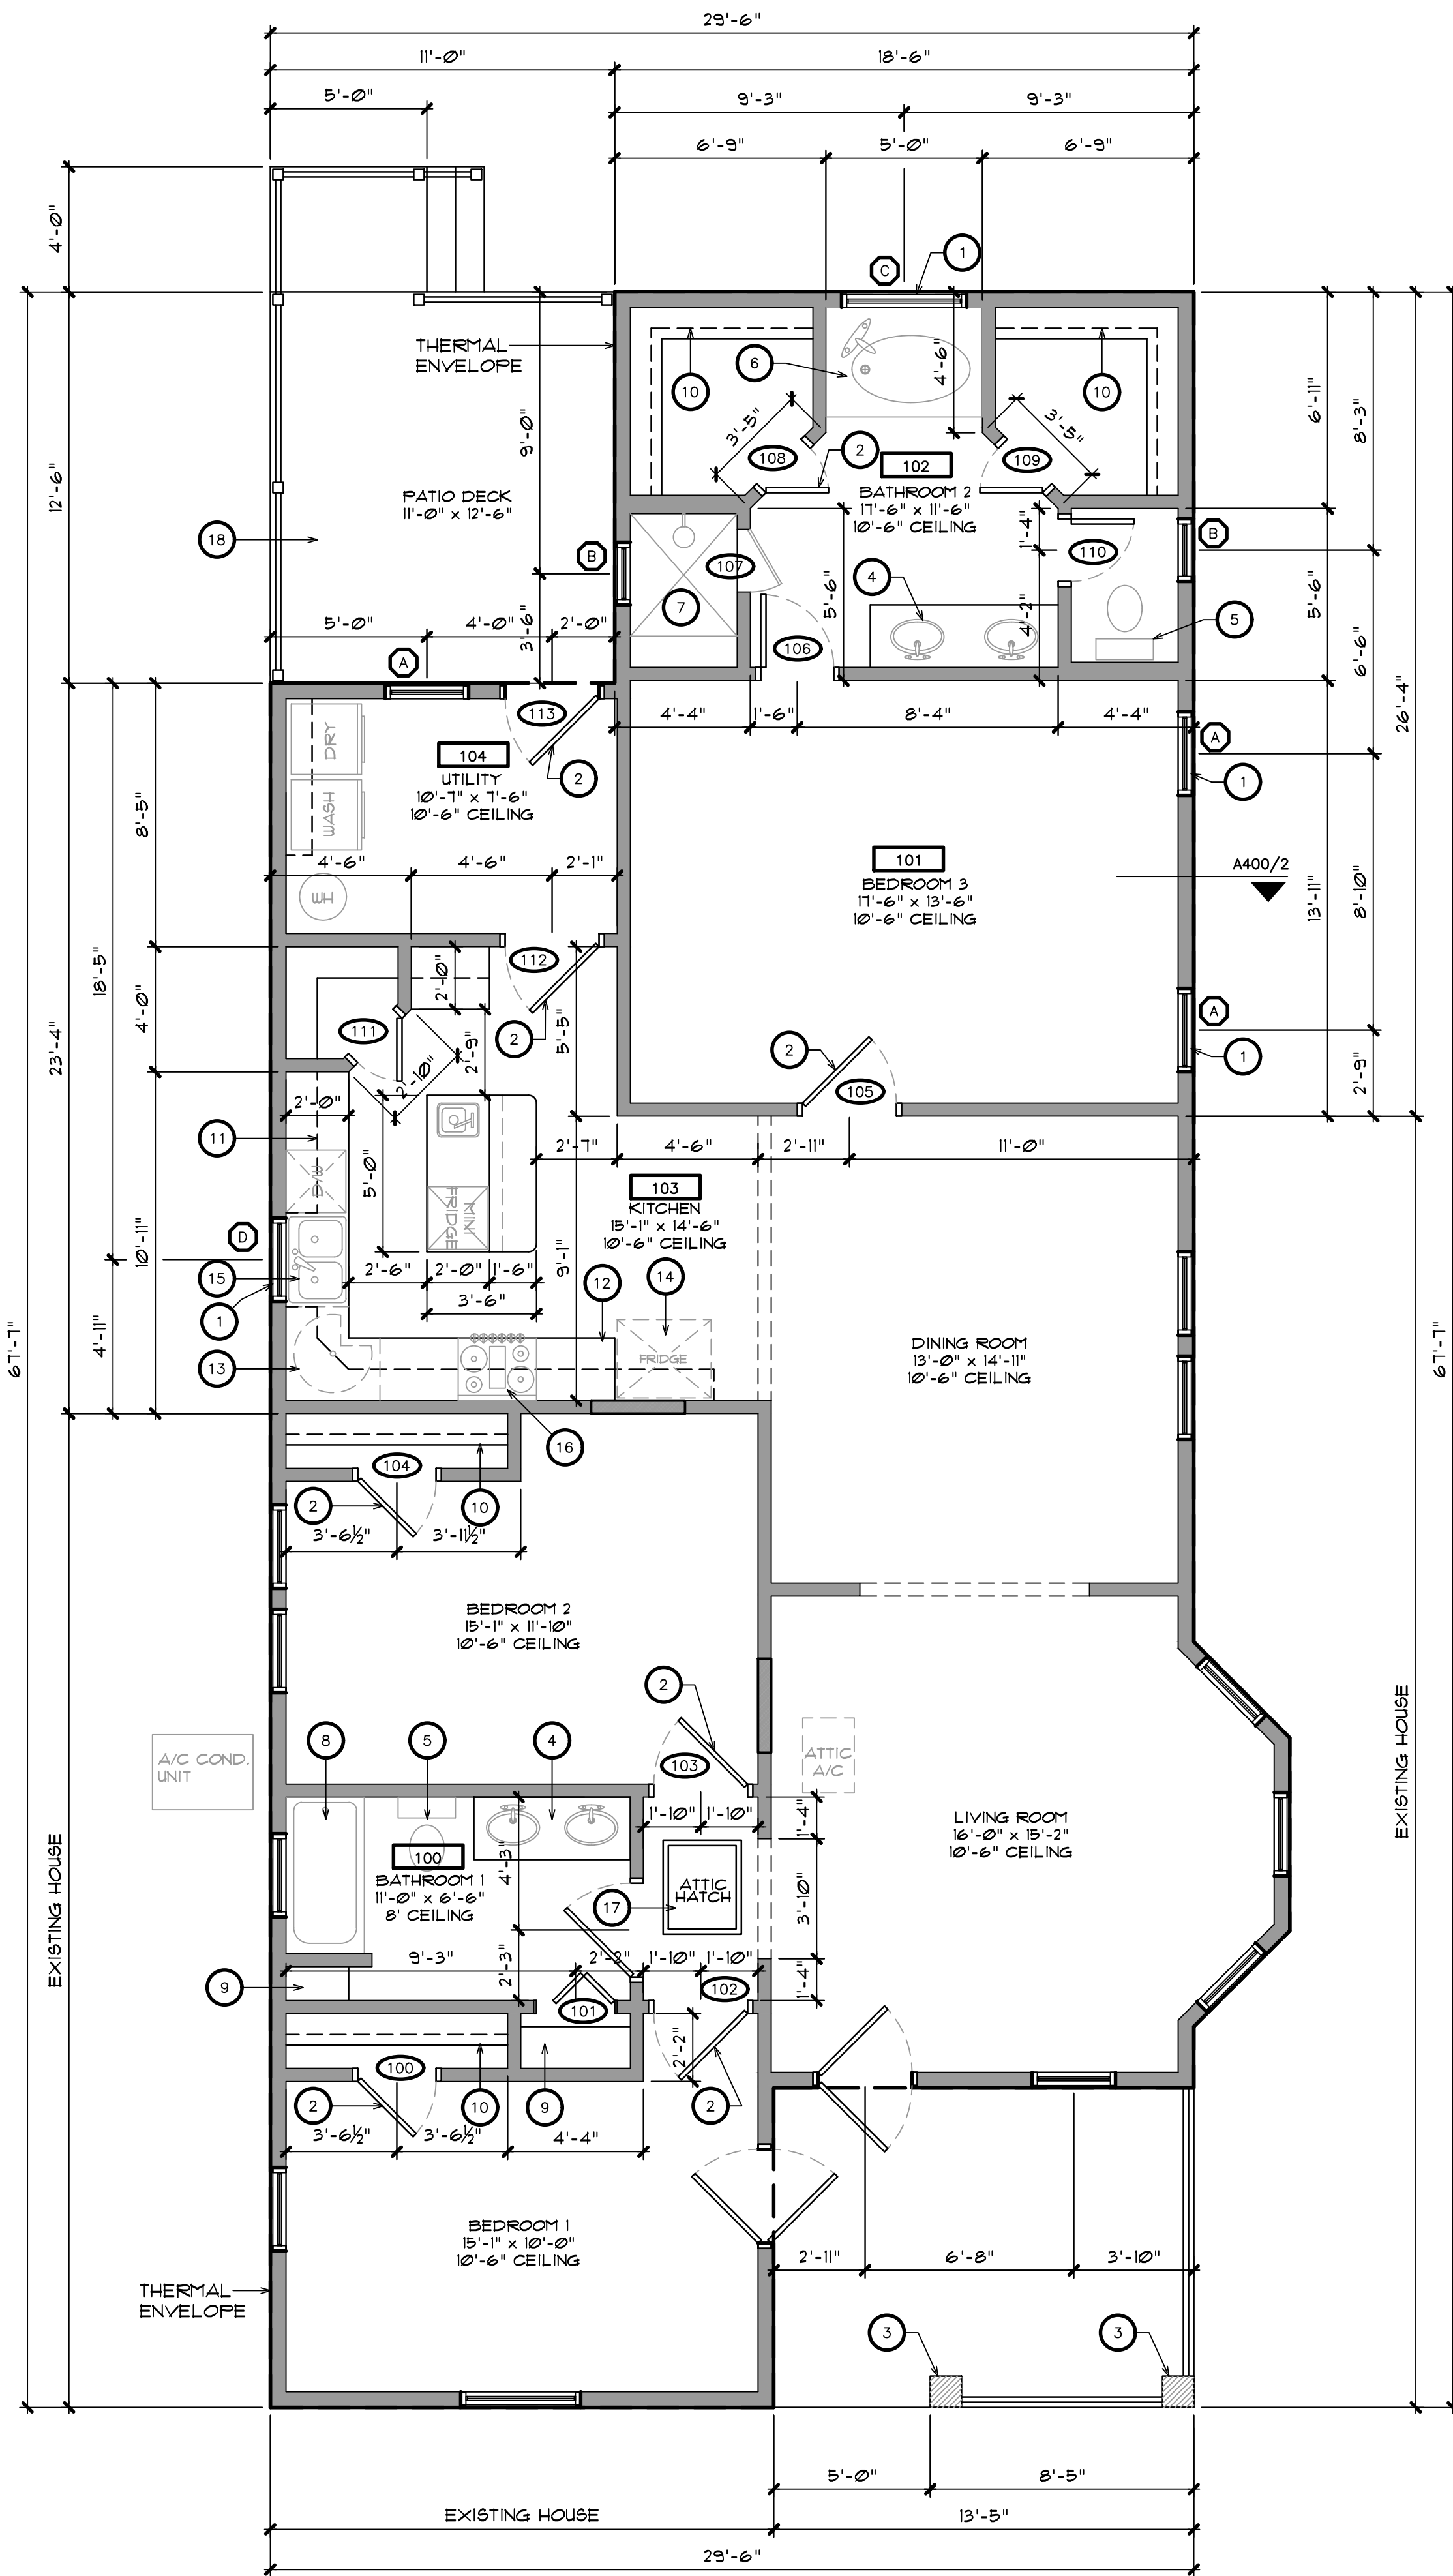 29'-6"
11'-0"
18'-6"
5'-0"
9'-3"
9'-3"
6'-9"
5'-0"
6'-9"
4'-0"
C
1
THERMAL
ENVELOPE
6
4'-6"
10
10
3'-5"
3'-5"
6'-11"
8'-3"
9'-0"
12'-6"
108
2
109
102
BATHROOM 2
17'-6" x 11'-6"
10'-6" CEILING
PATIO DECK
11'-0" x 12'-6"
18
B
107
1'-4"
110
B
7
4
5'-6"
4'-2"
5
5'-6"
6'-6"
26'-4"
5'-0"
4'-0"
2'-0"
3'-6"
A
106
113
4'-4"
1'-6"
8'-4"
4'-4"
A
104
UTILITY
10'-7" x 7'-6"
10'-6" CEILING
2
1
DRY
WASH
WH
8'-5"
4'-6"
4'-6"
2'-1"
101
BEDROOM 3
17'-6" x 13'-6"
10'-6" CEILING
A400/2
13'-11"
8'-10"
18'-5"
112
2'-0"
4'-0"
111
2
5'-5"
23'-4"
2'-9"
2'-10"
A
1
2
105
2'-9"
2'-0"
11
D/W
5'-0"
MINI
FRIDGE
2'-7"
4'-6"
2'-11"
11'-0"
103
KITCHEN
15'-1" x 14'-6"
10'-6" CEILING
D
10'-11"
15
1
2'-6"
2'-0"
1'-6"
3'-6"
9'-1"
12
14
67'-7"
4'-11"
13
FRIDGE
DINING ROOM
13'-0" x 14'-11"
10'-6" CEILING
67'-7"
16
104
2
10
3'-6½"
3'-11½"
BEDROOM 2
15'-1" x 11'-10"
10'-6" CEILING
2
103
A/C COND.
UNIT
8
5
4
ATTIC
A/C
EXISTING HOUSE
1'-10"
1'-10"
1'-4"
LIVING ROOM
16'-0" x 15'-2"
10'-6" CEILING
100
BATHROOM 1
11'-0" x 6'-6"
8' CEILING
4'-3"
17
ATTIC
HATCH
3'-10"
EXISTING HOUSE
9
9'-3"
2'-3"
2'-2"
1'-10"
1'-10"
1'-4"
102
101
2'-2"
100
2
10
9
2
3'-6½"
3'-6½"
4'-4"
BEDROOM 1
15'-1" x 10'-0"
10'-6" CEILING
2'-11"
6'-8"
3'-10"
THERMAL
ENVELOPE
3
3
5'-0"
8'-5"
EXISTING HOUSE
13'-5"
29'-6"